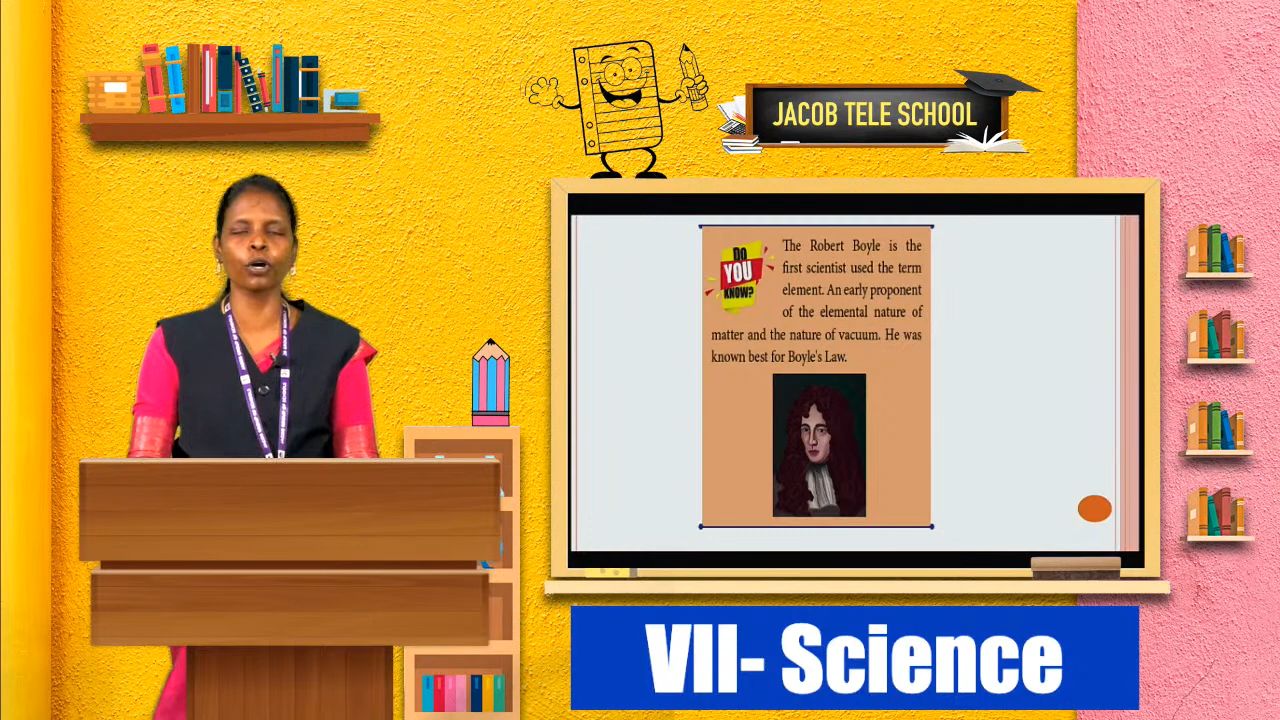 JACOB TELE SCHOOL
DO
YOU
KNOW?
The Robert Boyle is the
first scientist used the term
element. An early proponent
of the elemental nature of
matter and the nature of vacuum. He was
known best for Boyle's Law.
VII- Science